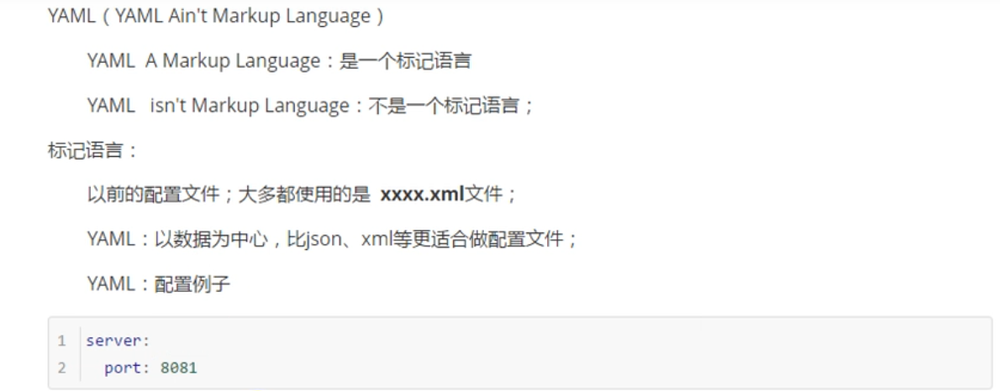 YAML（YAML Ain't Markup Language）
YAML  A Markup Language：是一个标记语言
YAML   isn't Markup Language：不是一个标记语言；
标记语言：
以前的配置文件；大多都使用的是  xxxx.xml文件；
YAML：以数据为中心，比json、xml等更适合做配置文件；
YAML：配置例子
1 server:
2   port: 8081